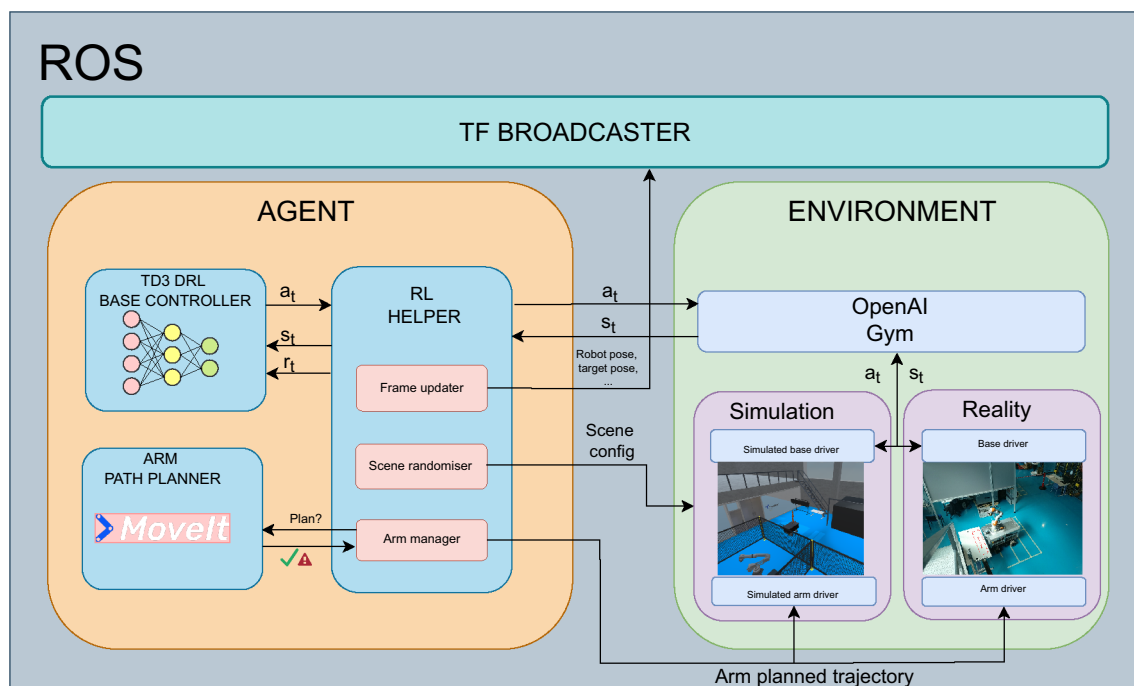 ROS
TF BROADCASTER
AGENT
TD3 DRL
BASE CONTROLLER
a_t
s_t
r_t
RL
HELPER
Frame updater
Scene randomiser
Arm manager
ARM
PATH PLANNER
MoveIt
Plan?
a_t
s_t
Robot pose,
target pose,
...
Scene
config
ENVIRONMENT
OpenAI
Gym
a_t s_t
Simulation
Simulated base driver
Simulated arm driver
Reality
Base driver
Arm driver
Arm planned trajectory